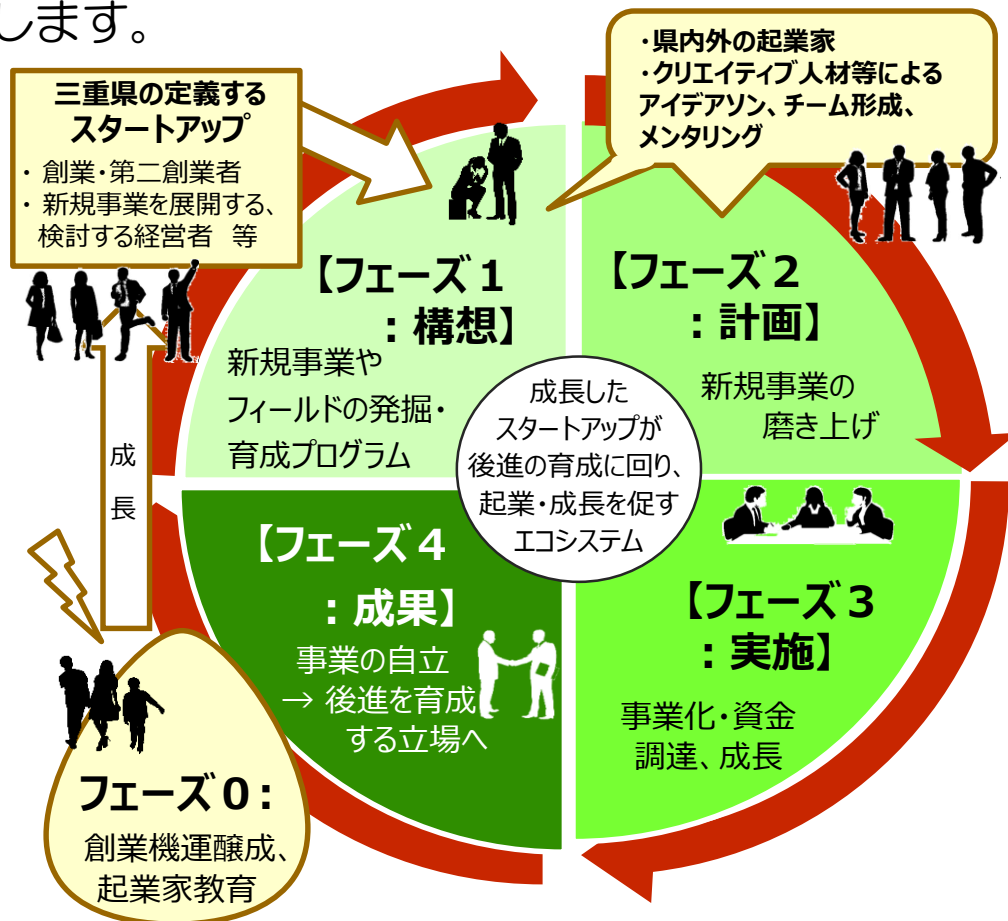 します。
三重県の定義する
スタートアップ
・ 創業・第二創業者
・ 新規事業を展開する、
検討する経営者 等
・県内外の起業家
・クリエイティブ人材等による
アイデアソン、チーム形成、
メンタリング
【フェーズ１
：構想】
新規事業や
フィールドの発掘・
育成プログラム
【フェーズ２
：計画】
新規事業の
磨き上げ
成長した
スタートアップが
後進の育成に回り、
起業・成長を促す
エコシステム
成
長
【フェーズ４
：成果】
事業の自立
→ 後進を育成
する立場へ
【フェーズ３
：実施】
事業化・資金
調達、成長
フェーズ０：
創業機運醸成、
起業家教育